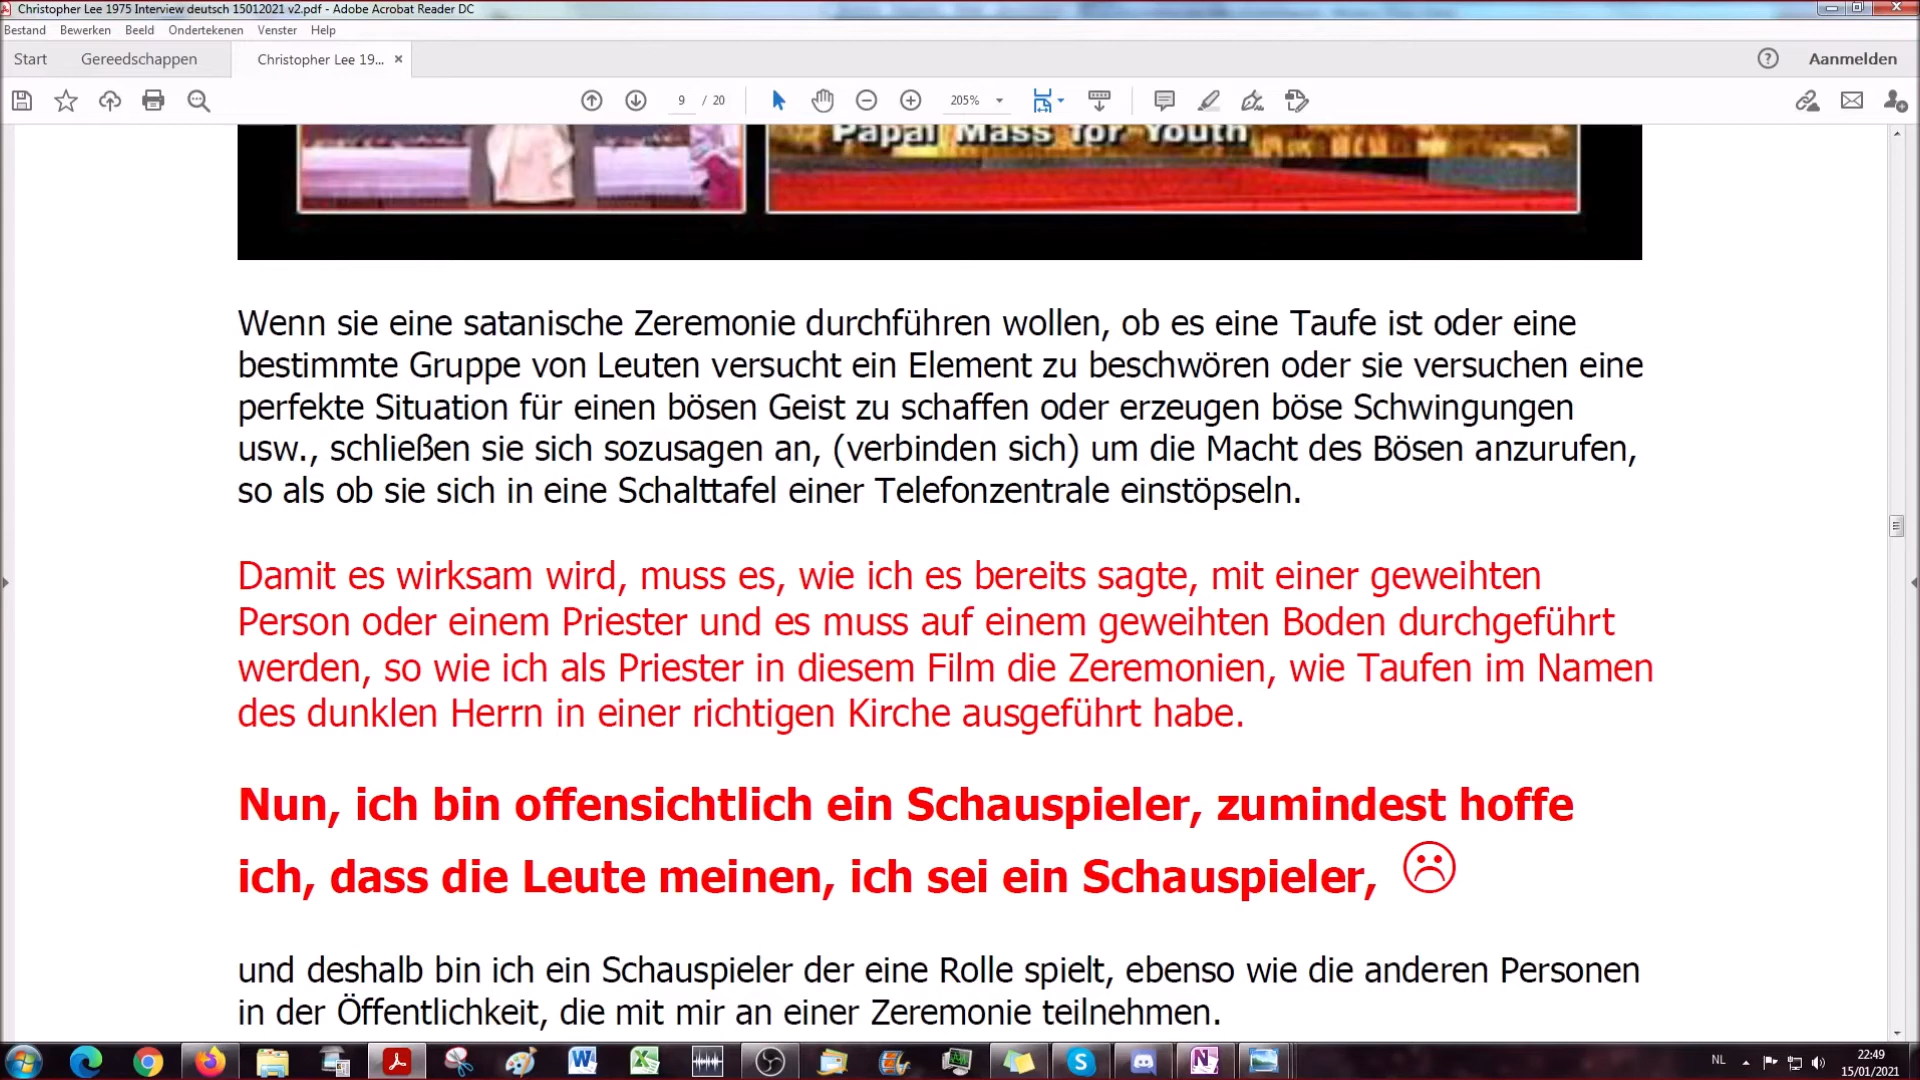 Christopher Lee 1975 Interview deutsch 15012021 v2.pdf - Adobe Acrobat Reader DC
Bestand Bewerken Beeld Ondertekenen Venster Help
Start Gereedschappen Christopher Lee 19... × Aanmelden
9 / 20 205%
Papal Mass for Youth
Wenn sie eine satanische Zeremonie durchführen wollen, ob es eine Taufe ist oder eine
bestimmte Gruppe von Leuten versucht ein Element zu beschwören oder sie versuchen eine
perfekte Situation für einen bösen Geist zu schaffen oder erzeugen böse Schwingungen
usw., schließen sie sich sozusagen an, (verbinden sich) um die Macht des Bösen anzurufen,
so als ob sie sich in eine Schalttafel einer Telefonzentrale einstöpseln.
Damit es wirksam wird, muss es, wie ich es bereits sagte, mit einer geweihten
Person oder einem Priester und es muss auf einem geweihten Boden durchgeführt
werden, so wie ich als Priester in diesem Film die Zeremonien, wie Taufen im Namen
des dunklen Herrn in einer richtigen Kirche ausgeführt habe.
Nun, ich bin offensichtlich ein Schauspieler, zumindest hoffe
ich, dass die Leute meinen, ich sei ein Schauspieler, ☹
und deshalb bin ich ein Schauspieler der eine Rolle spielt, ebenso wie die anderen Personen
in der Öffentlichkeit, die mit mir an einer Zeremonie teilnehmen.
NL 22:49
15/01/2021